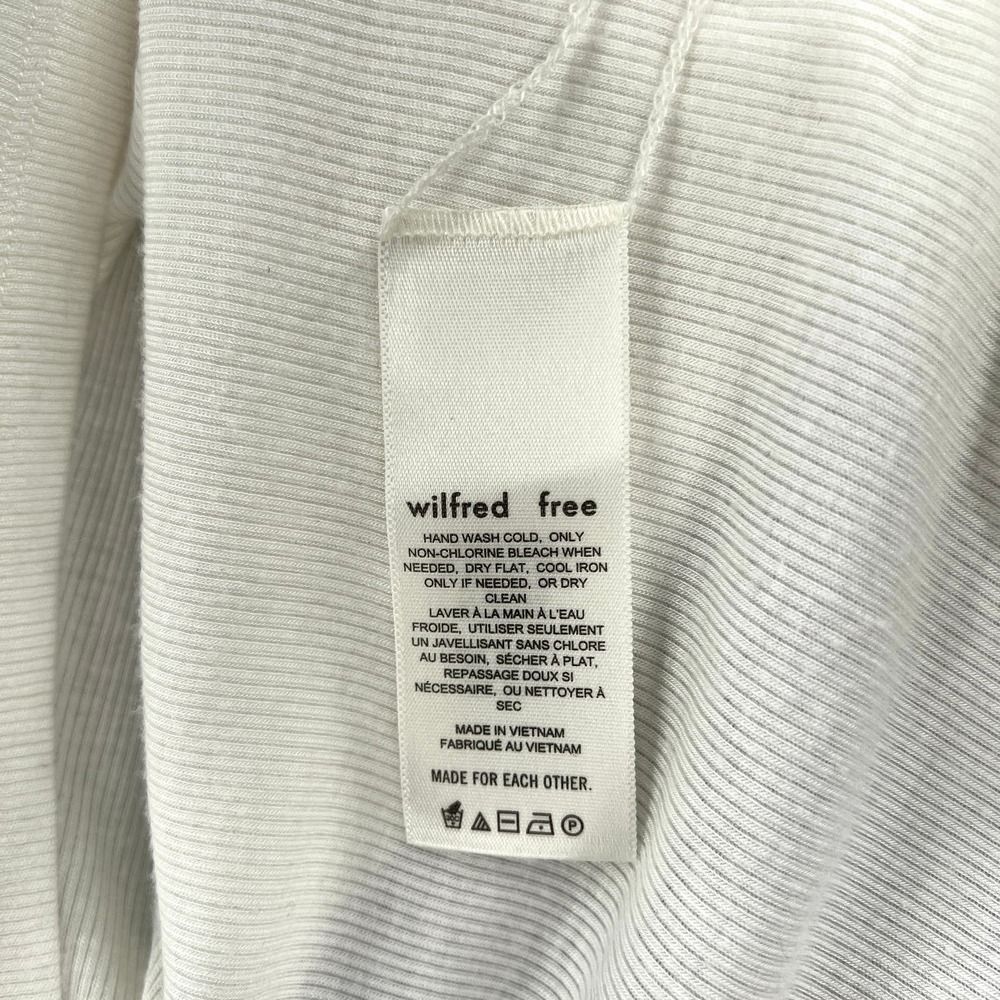 wilfred free
HAND WASH COLD, ONLY
NON-CHLORINE BLEACH WHEN
NEEDED, DRY FLAT, COOL IRON
ONLY IF NEEDED, OR DRY
CLEAN
LAVER À LA MAIN À L'EAU
FROIDE, UTILISER SEULEMENT
UN JAVELLISANT SANS CHLORE
AU BESOIN, SÉCHER À PLAT,
REPASSAGE DOUX SI
NÉCESSAIRE, OU NETTOYER À
SEC
MADE IN VIETNAM
FABRIQUÉ AU VIETNAM
MADE FOR EACH OTHER.
P